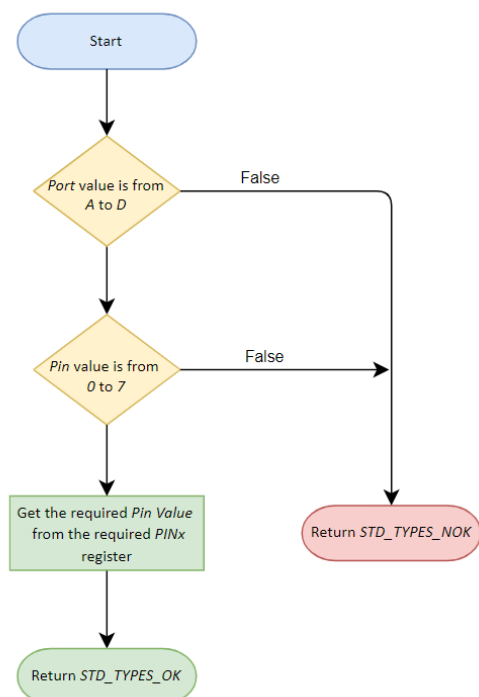 Start
Port value is from
A to D
False
Pin value is from
0 to 7
False
Get the required Pin Value
from the required PINx
register
Return STD_TYPES_NOK
Return STD_TYPES_OK